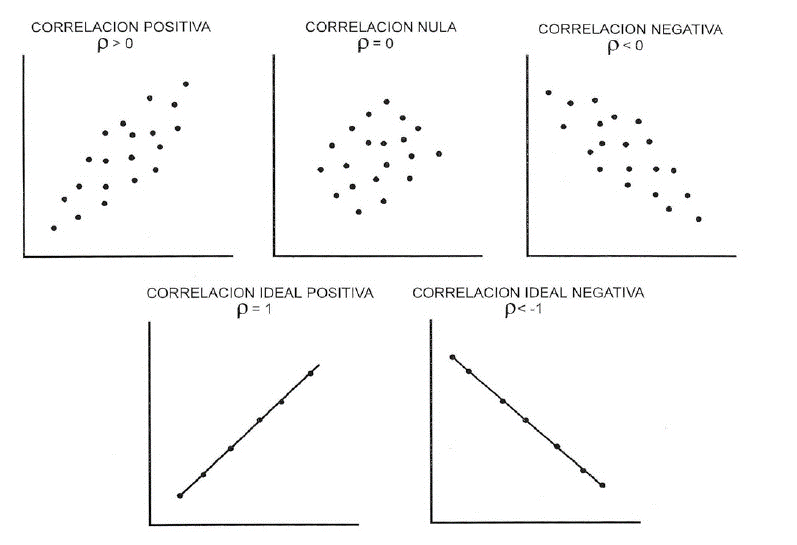 CORRELACION POSITIVA
ρ > 0
CORRELACION NULA
ρ = 0
CORRELACION NEGATIVA
ρ < 0
CORRELACION IDEAL POSITIVA
ρ = 1
CORRELACION IDEAL NEGATIVA
ρ < -1